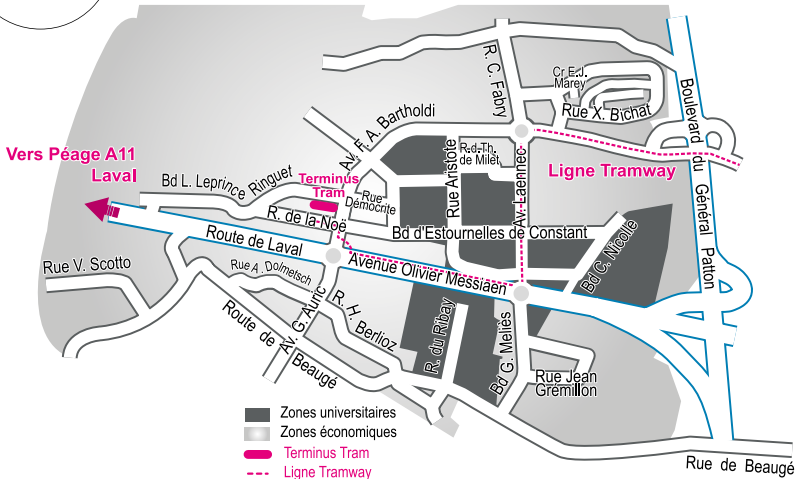 R. C. Fabry
Cr E.J.
Marey
Rue X. Bichat
Boulevard du Général Patton
Av. F. A. Bartholdi
Vers Péage A11
Laval
R.d.Th.
de Milet
Ligne Tramway
Bd L. Leprince Ringuet
Terminus
Tram
Rue
Démocrite
Rue Aristote
Av. Laennec
R. de la Noë
Bd d'Estournelles de Constant
Route de Laval
Avenue Olivier Messiaen
Bd C. Nicolle
Rue V. Scotto
Rue A. Dolmetsch
Route de Beaugé
Av. G. Auric
R. H. Berlioz
R. du Ribay
Bd G. Meliés
Rue Jean
Grémillon
Zones universitaires
Zones économiques
Terminus Tram
Ligne Tramway
Rue de Beaugé